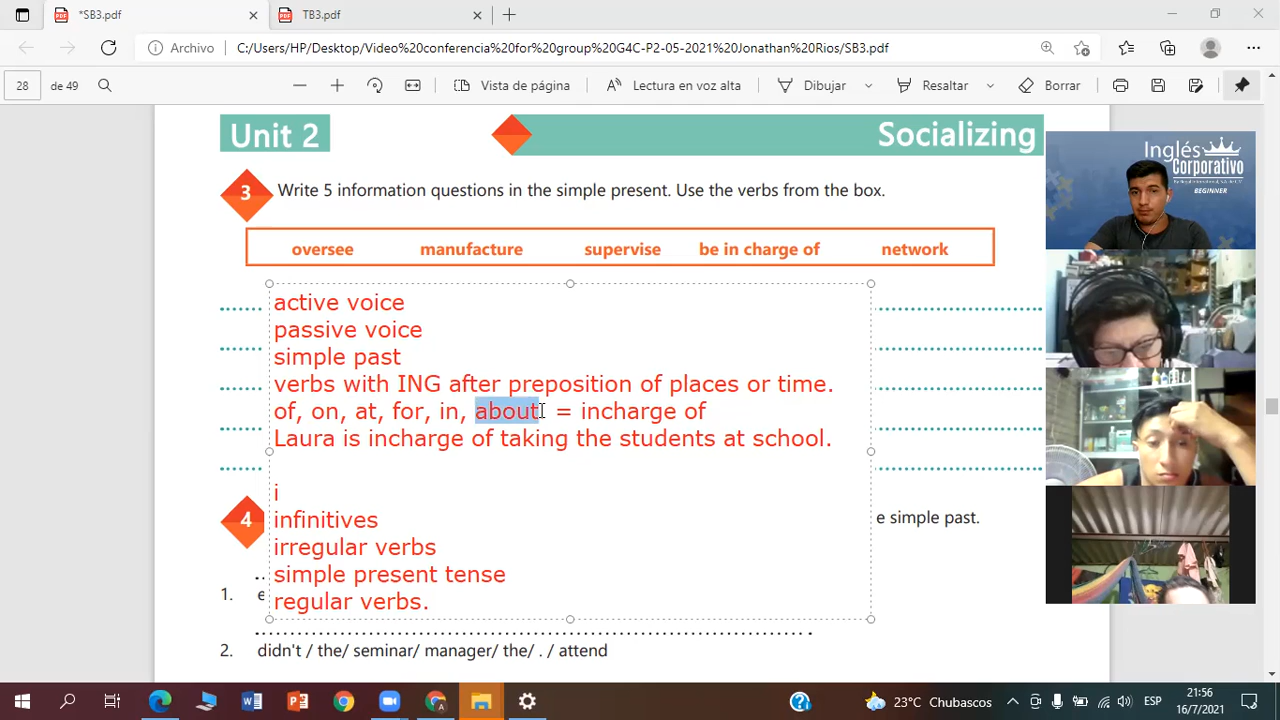 *SB3.pdf
TB3.pdf
Archivo
C:/Users/HP/Desktop/Video%20conferencia%20for%20group%20G4C-P2-05-2021%20Jonathan%20Rios/SB3.pdf
28 de 49
Vista de página
Lectura en voz alta
Dibujar
Resaltar
Borrar
Unit 2
Socializing
3 Write 5 information questions in the simple present. Use the verbs from the box.
oversee manufacture supervise be in charge of network
active voice
passive voice
simple past
verbs with ING after preposition of places or time.
of, on, at, for, in, about = incharge of
Laura is incharge of taking the students at school.
i
infinitives
irregular verbs
simple present tense
regular verbs.
4 e simple past.
1. e
2. didn't / the/ seminar/ manager/ the/ . / attend
Inglés
Corporativo
BEGINNER
23°C Chubascos
ESP
21:56
16/7/2021